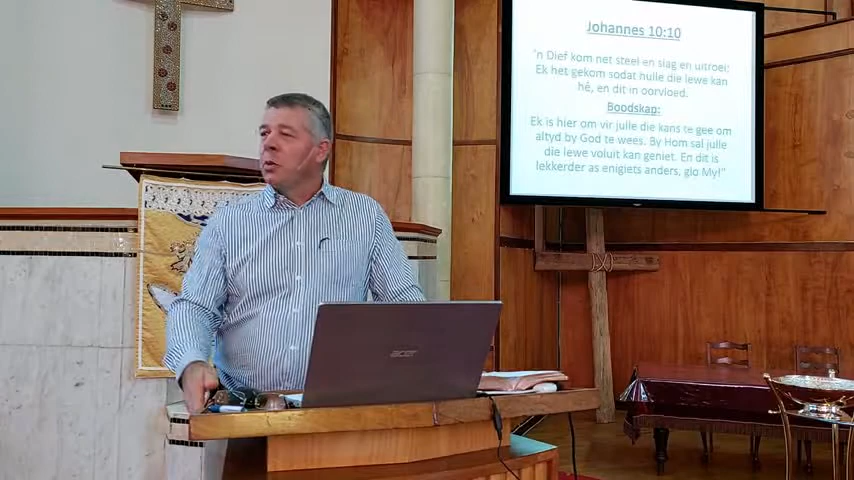 Johannes 10:10
'n Dief kom net steel en slag en uitroei:
Ek het gekom sodat hulle die lewe kan
hê, en dit in oorvloed.
Boodskap:
Ek is hier om vir julle die kans te gee om
altyd by God te wees. By Hom sal julle
die lewe voluit kan geniet. En dit is
lekkerder as enigiets anders, glo My!"
acer